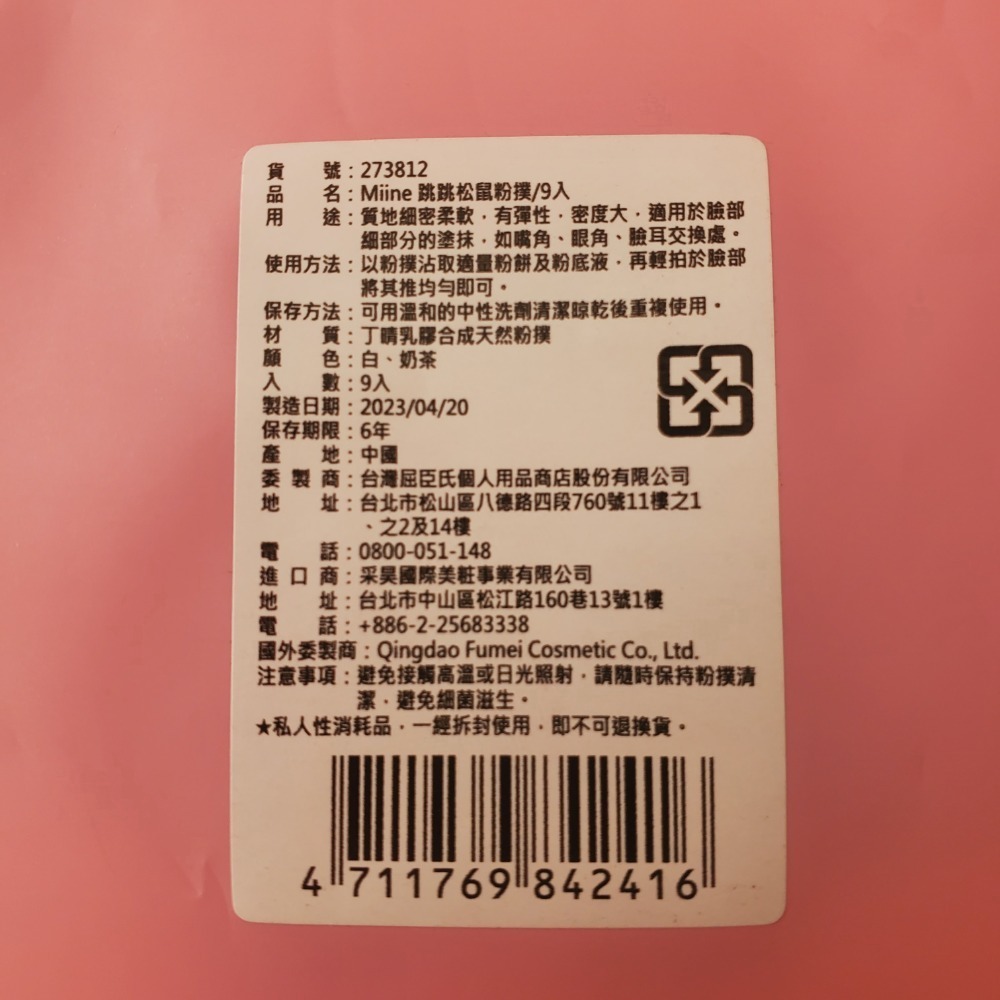 貨　　號：273812
品　　名：Miine 跳跳松鼠粉撲/9入
用　　途：質地細密柔軟，有彈性，密度大，適用於臉部
細部分的塗抹，如嘴角、眼角、臉耳交換處。
使用方法：以粉撲沾取適量粉餅及粉底液，再輕拍於臉部
將其推均勻即可。
保存方法：可用溫和的中性洗劑清潔晾乾後重複使用。
材　　質：丁晴乳膠合成天然粉撲
顏　　色：白、奶茶
入　　數：9入
製造日期：2023/04/20
保存期限：6年
產　　地：中國
委 製 商：台灣屈臣氏個人用品商店股份有限公司
地　　址：台北市松山區八德路四段760號11樓之1
、之2及14樓
電　　話：0800-051-148
進 口 商：采昊國際美粧事業有限公司
地　　址：台北市中山區松江路160巷13號1樓
電　　話：+886-2-25683338
國外委製商：Qingdao Fumei Cosmetic Co., Ltd.
注意事項：避免接觸高溫或日光照射，請隨時保持粉撲清
潔，避免細菌滋生。
★私人性消耗品，一經拆封使用，即不可退換貨。
4 711769 842416